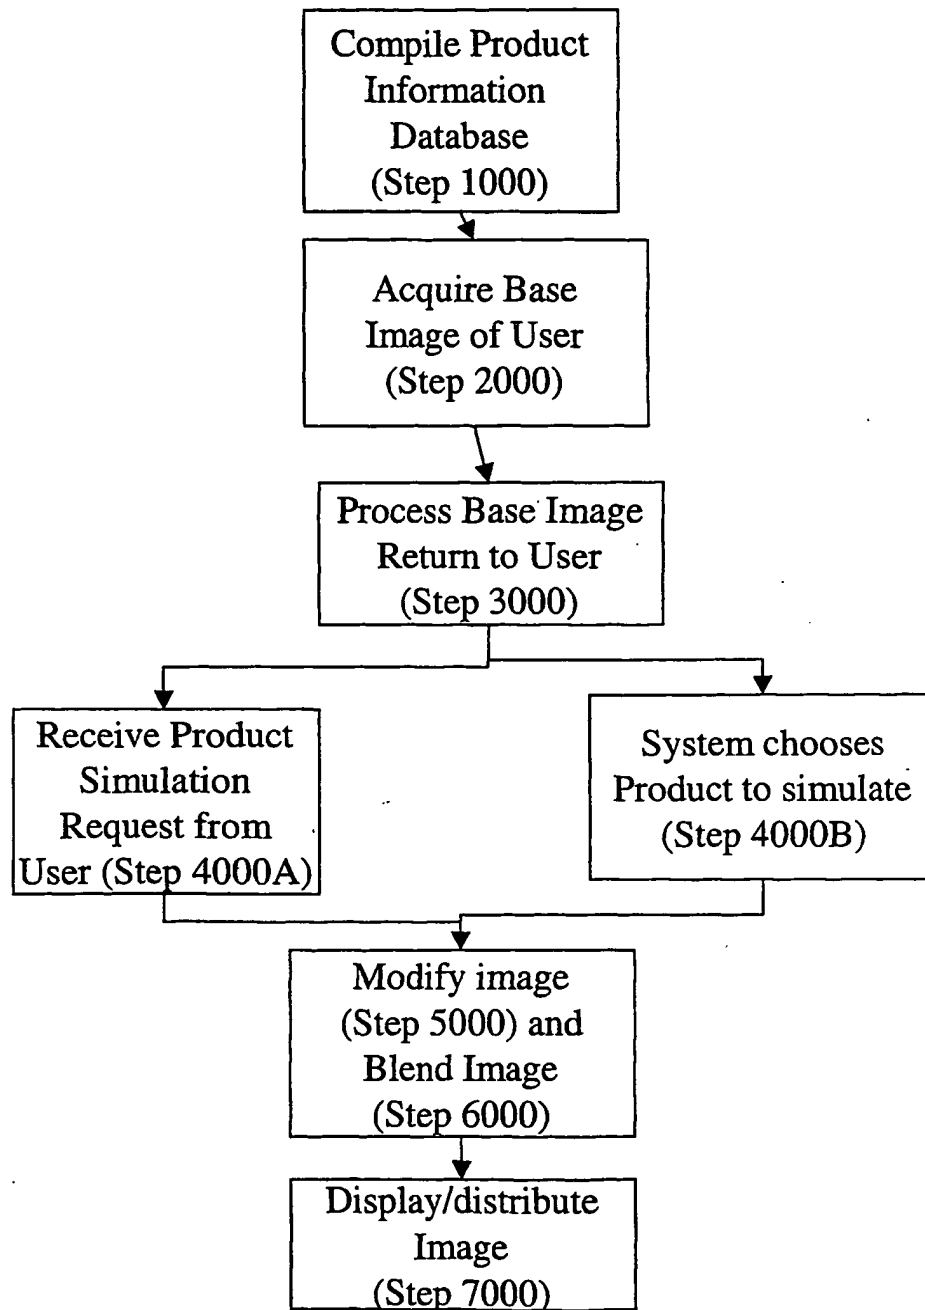 Compile Product
Information
Database
(Step 1000)
Acquire Base
Image of User
(Step 2000)
Process Base Image
Return to User
(Step 3000)
Receive Product
Simulation
Request from
User (Step 4000A)
System chooses
Product to simulate
(Step 4000B)
Modify image
(Step 5000) and
Blend Image
(Step 6000)
Display/distribute
Image
(Step 7000)